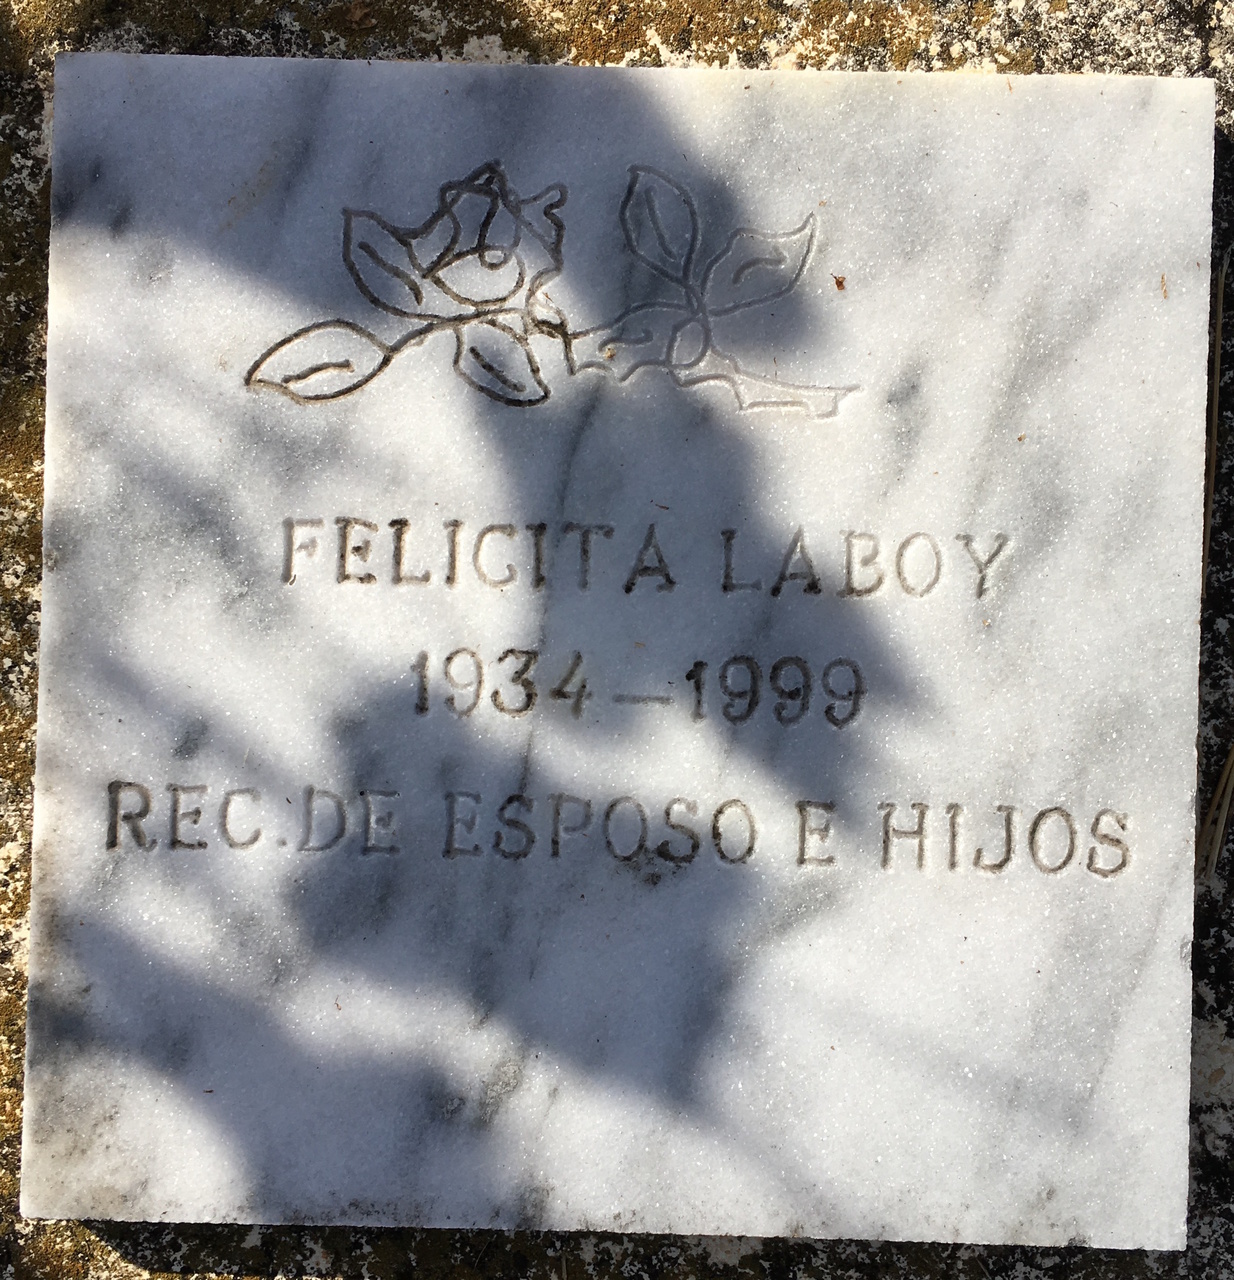 FELICITA LABOY
1934 – 1999
REC. DE ESPOSO E HIJOS